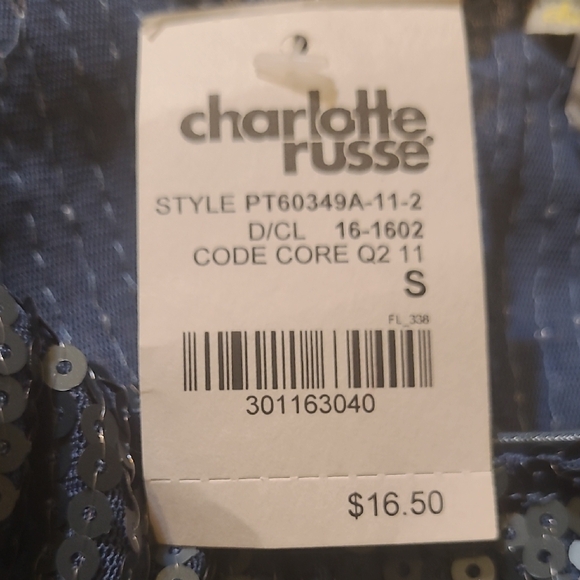 charlotte
russe
STYLE PT60349A-11-2
D/CL 16-1602
CODE CORE Q2 11
S
FL_338
301163040
$16.50